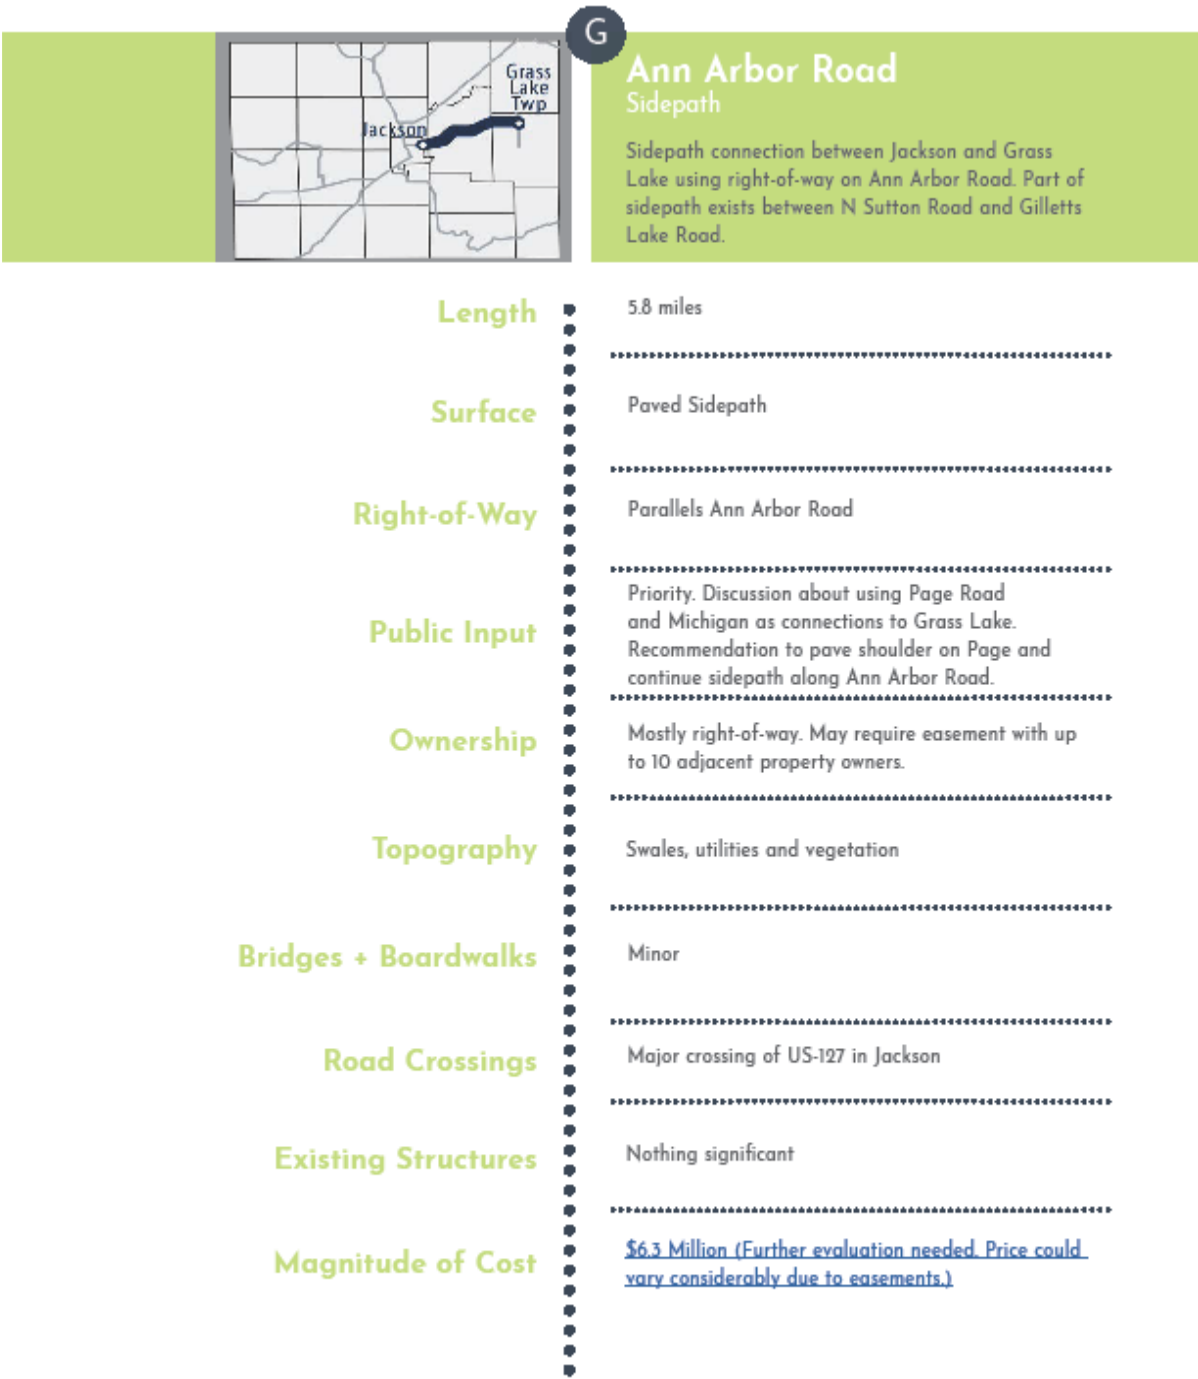 G
Grass
Lake
Twp
Jackson
Ann Arbor Road
Sidepath
Sidepath connection between Jackson and Grass
Lake using right-of-way on Ann Arbor Road. Part of
sidepath exists between N Sutton Road and Gilletts
Lake Road.
Length
5.8 miles
Surface
Paved Sidepath
Right-of-Way
Parallels Ann Arbor Road
Public Input
Priority. Discussion about using Page Road
and Michigan as connections to Grass Lake.
Recommendation to pave shoulder on Page and
continue sidepath along Ann Arbor Road.
Ownership
Mostly right-of-way. May require easement with up
to 10 adjacent property owners.
Topography
Swales, utilities and vegetation
Bridges + Boardwalks
Minor
Road Crossings
Major crossing of US-127 in Jackson
Existing Structures
Nothing significant
Magnitude of Cost
$6.3 Million (Further evaluation needed. Price could
vary considerably due to easements.)